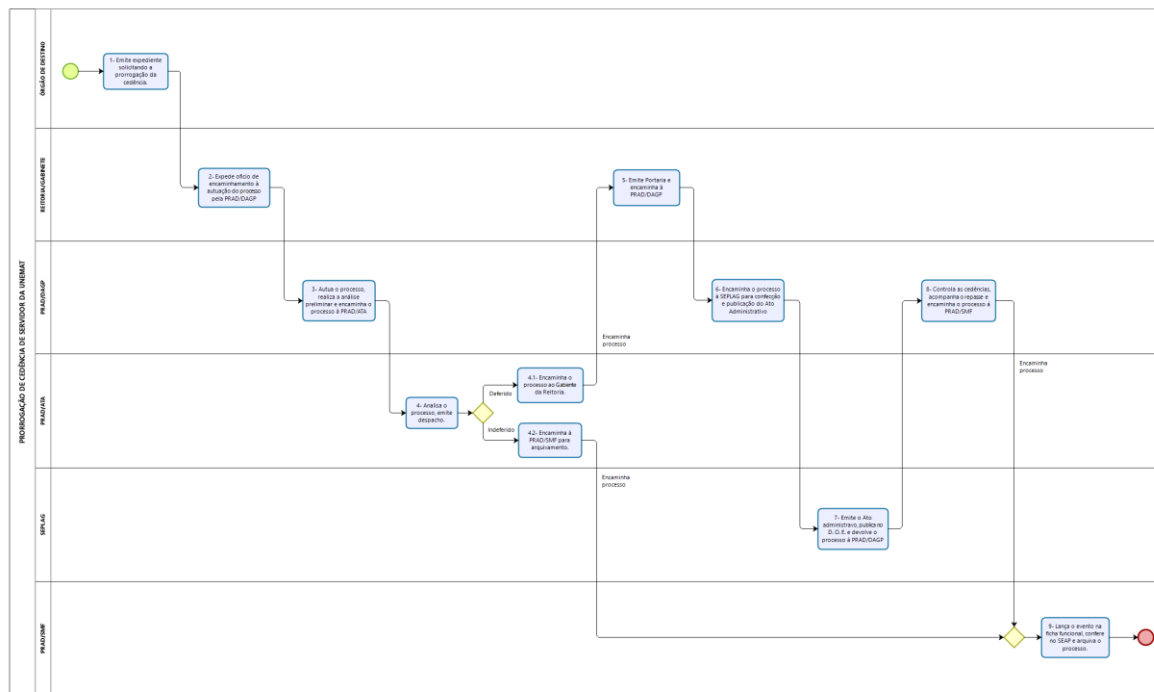 PRORROGAÇÃO DE CEDÊNCIA DE SERVIDOR DA UNEMAT
ÓRGÃO DE DESTINO
1- Emite expediente
solicitando a
prorrogação da
cedência.
REITORIA/GABINETE
2- Expede ofício de
encaminhamento à
autuação do processo
pela PRAD/DAGP
5- Emite Portaria e
encaminha à
PRAD/DAGP
PRAD/DAGP
3- Autua o processo,
realiza a análise
preliminar e encaminha o
processo à PRAD/ATA
6- Encaminha o processo
à SEPLAG para confecção
e publicação do Ato
Administrativo
8- Controla as cedências,
acompanha o repasse e
encaminha o processo à
PRAD/SMF
Encaminha
processo
Encaminha
processo
PRAD/ATA
4- Analisa o
processo, emite
despacho.
Deferido
4.1- Encaminha o
processo ao Gabiente
da Reitoria.
Indeferido
4.2- Encaminha à
PRAD/SMF para
arquivamento.
Encaminha
processo
SEPLAG
7- Emite o Ato
administravo, publica no
D.O.E. e devolve o
processo à PRAD/DAGP
PRAD/SMF
9- Lança o evento na
ficha funcional, confere
no SEAP e arquiva o
processo.